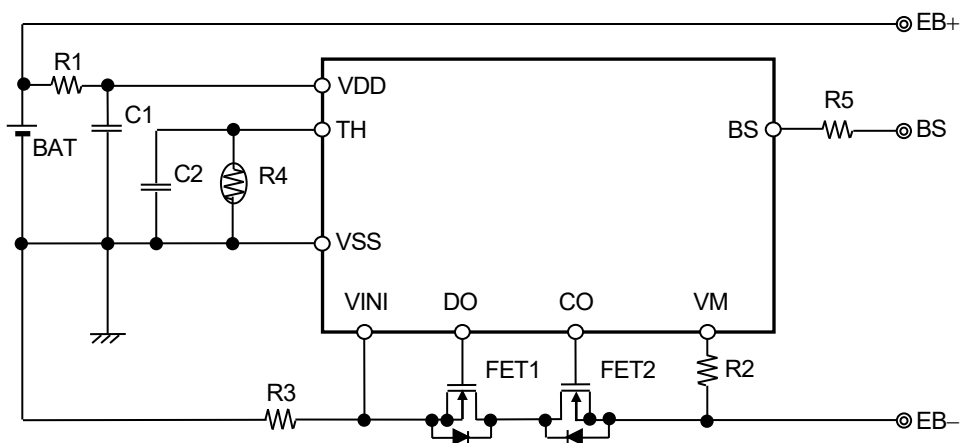 EB+
R1
VDD
C1
R5
TH
BS
BS
BAT
C2
R4
VSS
VINI
DO
CO
VM
FET1
FET2
R2
R3
EB−